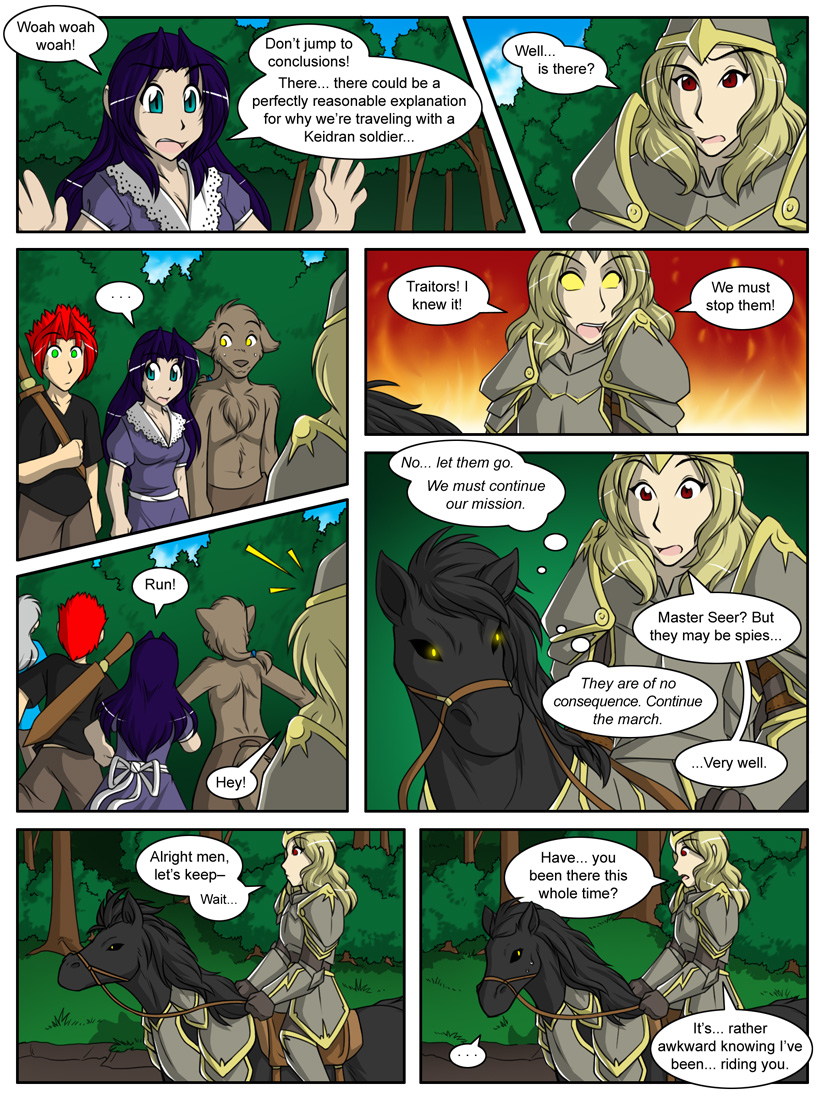 Woah woah
woah!
Don't jump to
conclusions!
There... there could be a
perfectly reasonable explanation
for why we're traveling with a
Keidran soldier...
Well...
is there?
. . .
Traitors! I
knew it!
We must
stop them!
Run!
Hey!
No... let them go.
We must continue
our mission.
Master Seer? But
they may be spies...
They are of no
consequence. Continue
the march.
...Very well.
Alright men,
let's keep–
Wait...
Have... you
been there this
whole time?
. . .
It's... rather
awkward knowing I've
been... riding you.